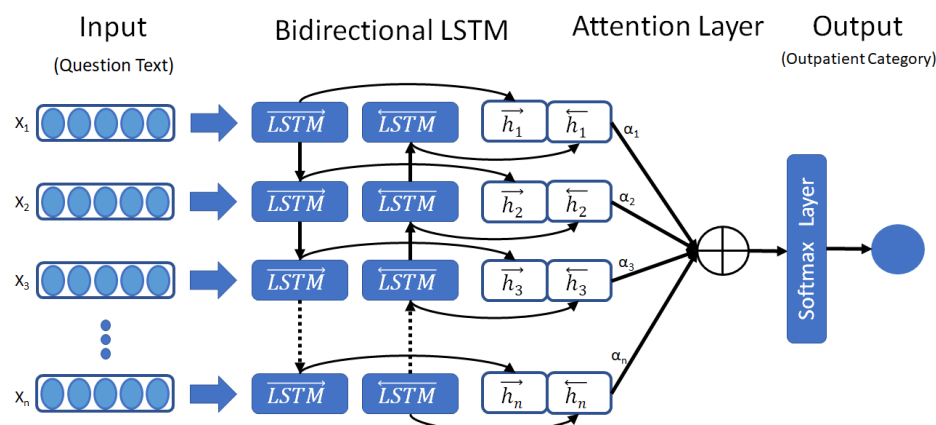 Input
(Question Text)
Bidirectional LSTM
Attention Layer
Output
(Outpatient Category)
X₁
LSTM
LSTM
h₁
h₁
α₁
X₂
LSTM
LSTM
h₂
h₂
α₂
X₃
LSTM
LSTM
h₃
h₃
α₃
Xₙ
LSTM
LSTM
hₙ
hₙ
αₙ
Softmax Layer